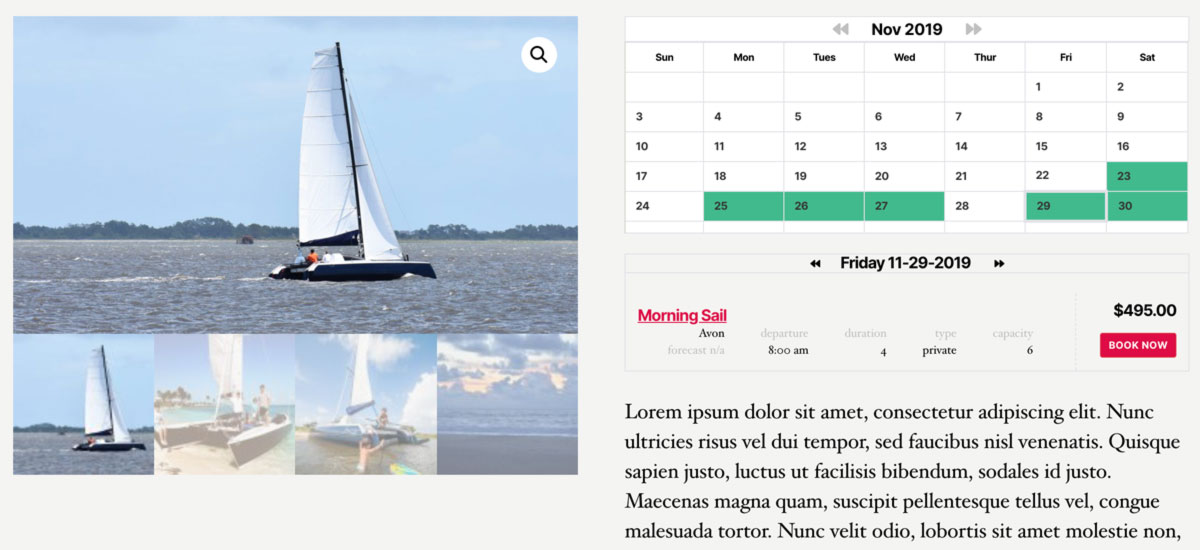 Nov 2019
Sun Mon Tues Wed Thur Fri Sat
1 2
3 4 5 6 7 8 9
10 11 12 13 14 15 16
17 18 19 20 21 22 23
24 25 26 27 28 29 30
Friday 11-29-2019
Morning Sail
$495.00
Avon departure duration type capacity
forecast n/a 8:00 am 4 private 6
BOOK NOW
Lorem ipsum dolor sit amet, consectetur adipiscing elit. Nunc
ultricies risus vel dui tempor, sed faucibus nisl venenatis. Quisque
sapien justo, luctus ut facilisis bibendum, sodales id justo.
Maecenas magna quam, suscipit pellentesque tellus vel, congue
malesuada tortor. Nunc velit odio, lobortis sit amet molestie non,